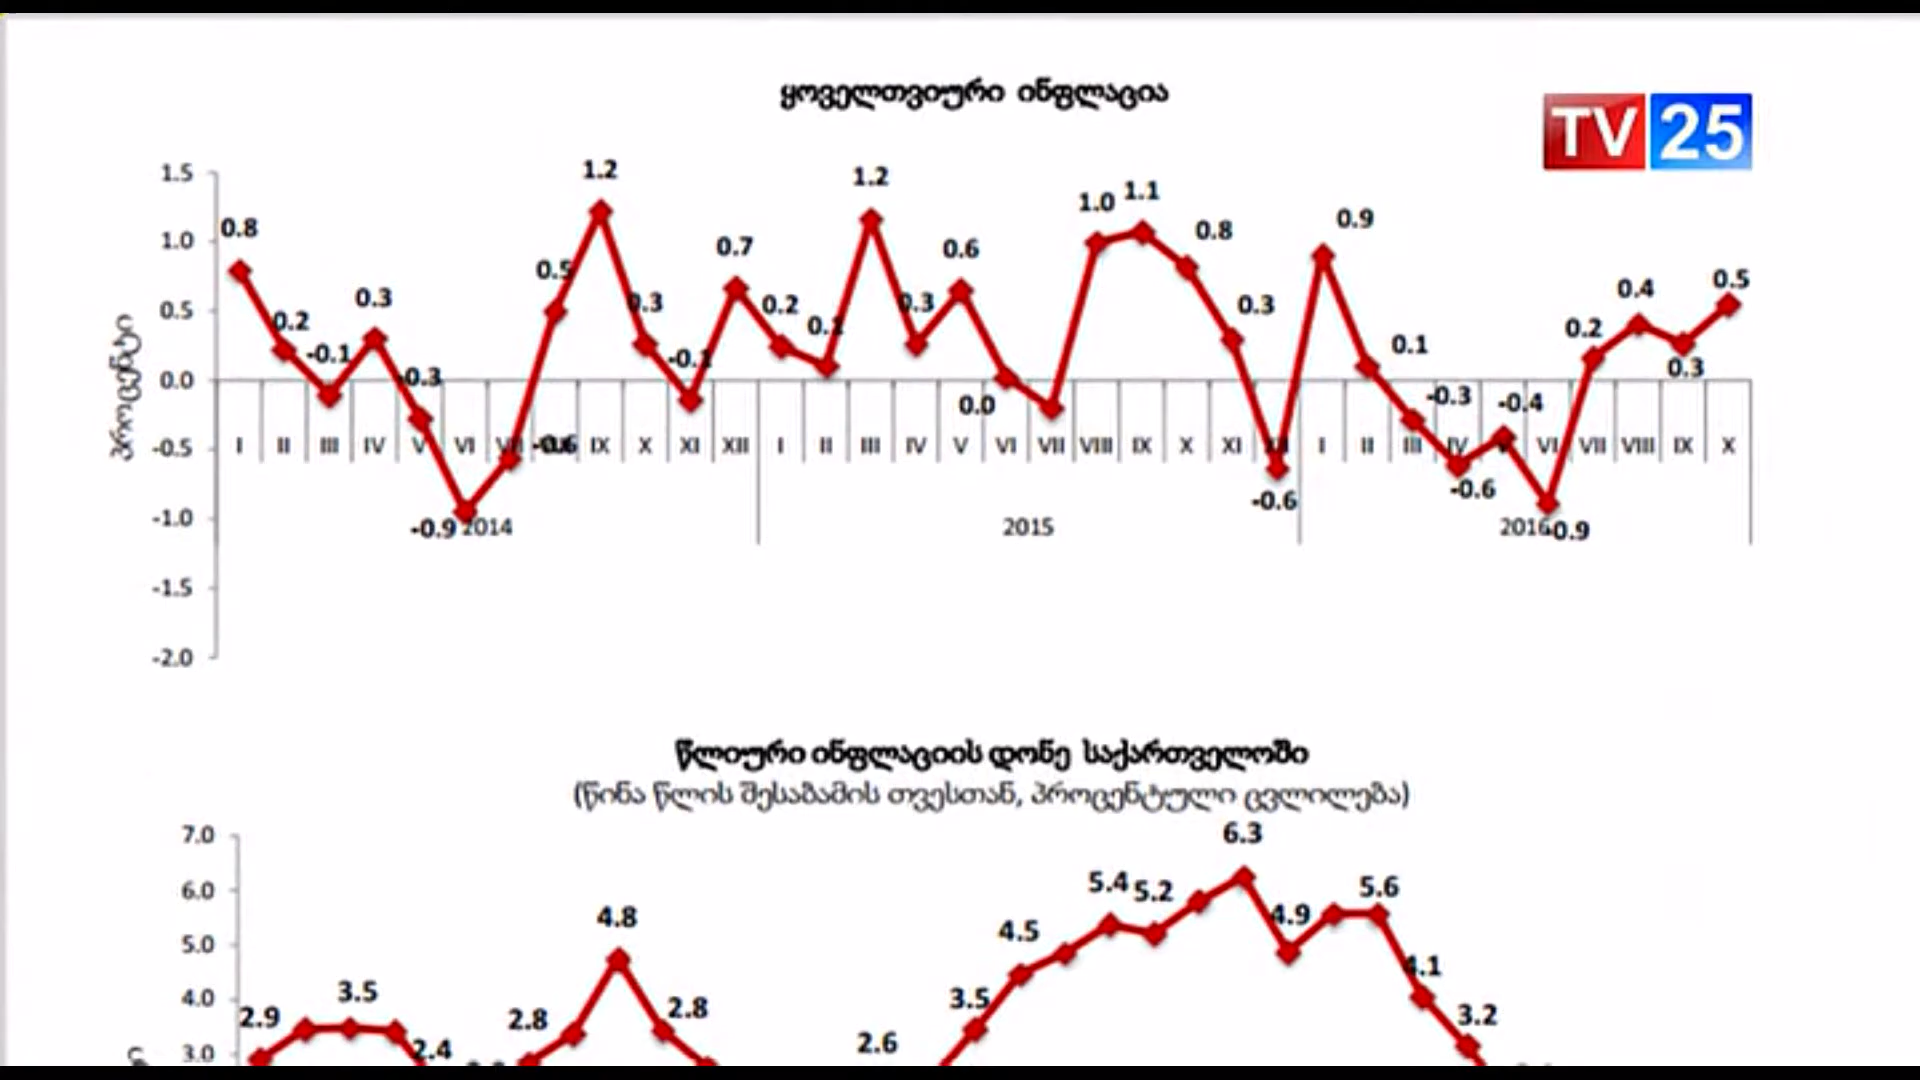 ყოველთვიური ინფლაცია
TV 25
1.5
1.0
0.5
0.0
-0.5
-1.0
-1.5
-2.0
პროცენტი
0.8 0.2 -0.1 0.3 -0.3 -0.9 -0.6 0.5 1.2 0.3 -0.1 0.7 0.2 0.1 1.2 0.3 0.6 0.0 1.0 1.1 0.8 0.3 -0.6 0.9 0.1 -0.3 -0.6 -0.4 -0.9 0.2 0.4 0.3 0.5
I II III IV V VI VII IX X XI XII I II III IV V VI VII VIII IX X XI XII I II III IV V VI VII VIII IX X
2014 2015 2016
წლიური ინფლაციის დონე საქართველოში
(წინა წლის შესაბამის თვესთან, პროცენტული ცვლილება)
7.0
6.0
5.0
4.0
3.0
2.9 3.5 2.4 2.8 4.8 2.8 2.6 3.5 4.5 5.4 5.2 6.3 4.9 5.6 4.1 3.2